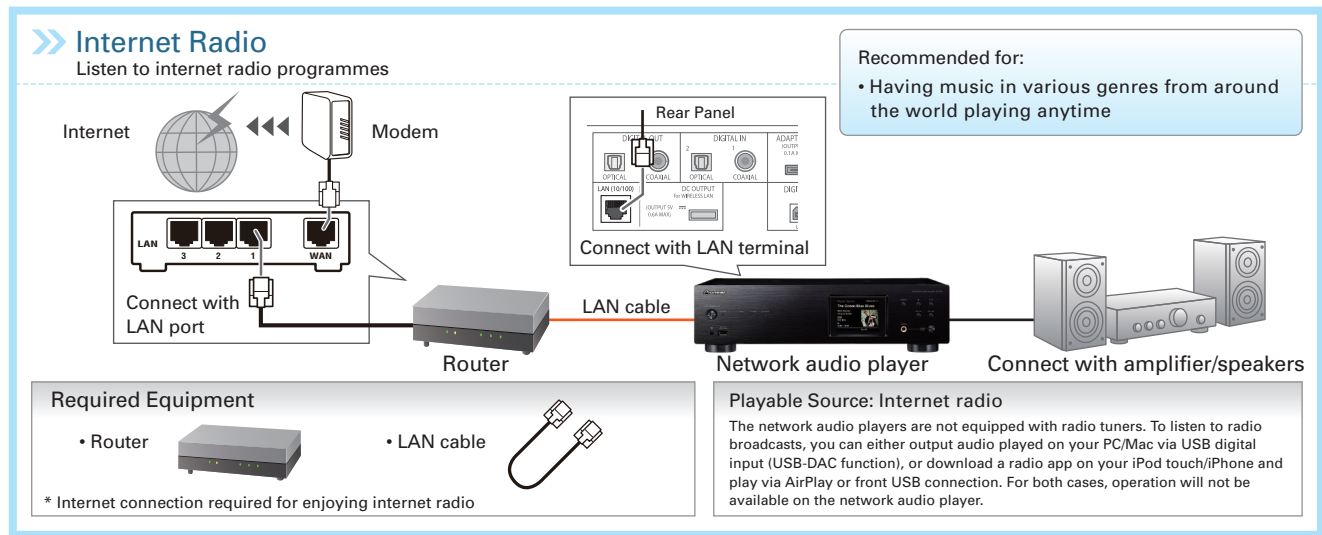 Internet Radio
Listen to internet radio programmes
Recommended for:
• Having music in various genres from around
the world playing anytime
Internet
Modem
Rear Panel
DIGITAL OUT
DIGITAL IN
2
1
OPTICAL
COAXIAL
OPTICAL
COAXIAL
LAN (10/100)
DC OUTPUT
for WIRELESS LAN
(OUTPUT 5V
0.6A MAX)
Connect with LAN terminal
LAN
3
2
1
WAN
Connect with
LAN port
LAN cable
Router
Network audio player
Connect with amplifier/speakers
Required Equipment
• Router
• LAN cable
* Internet connection required for enjoying internet radio
Playable Source: Internet radio
The network audio players are not equipped with radio tuners. To listen to radio
broadcasts, you can either output audio played on your PC/Mac via USB digital
input (USB-DAC function), or download a radio app on your iPod touch/iPhone and
play via AirPlay or front USB connection. For both cases, operation will not be
available on the network audio player.